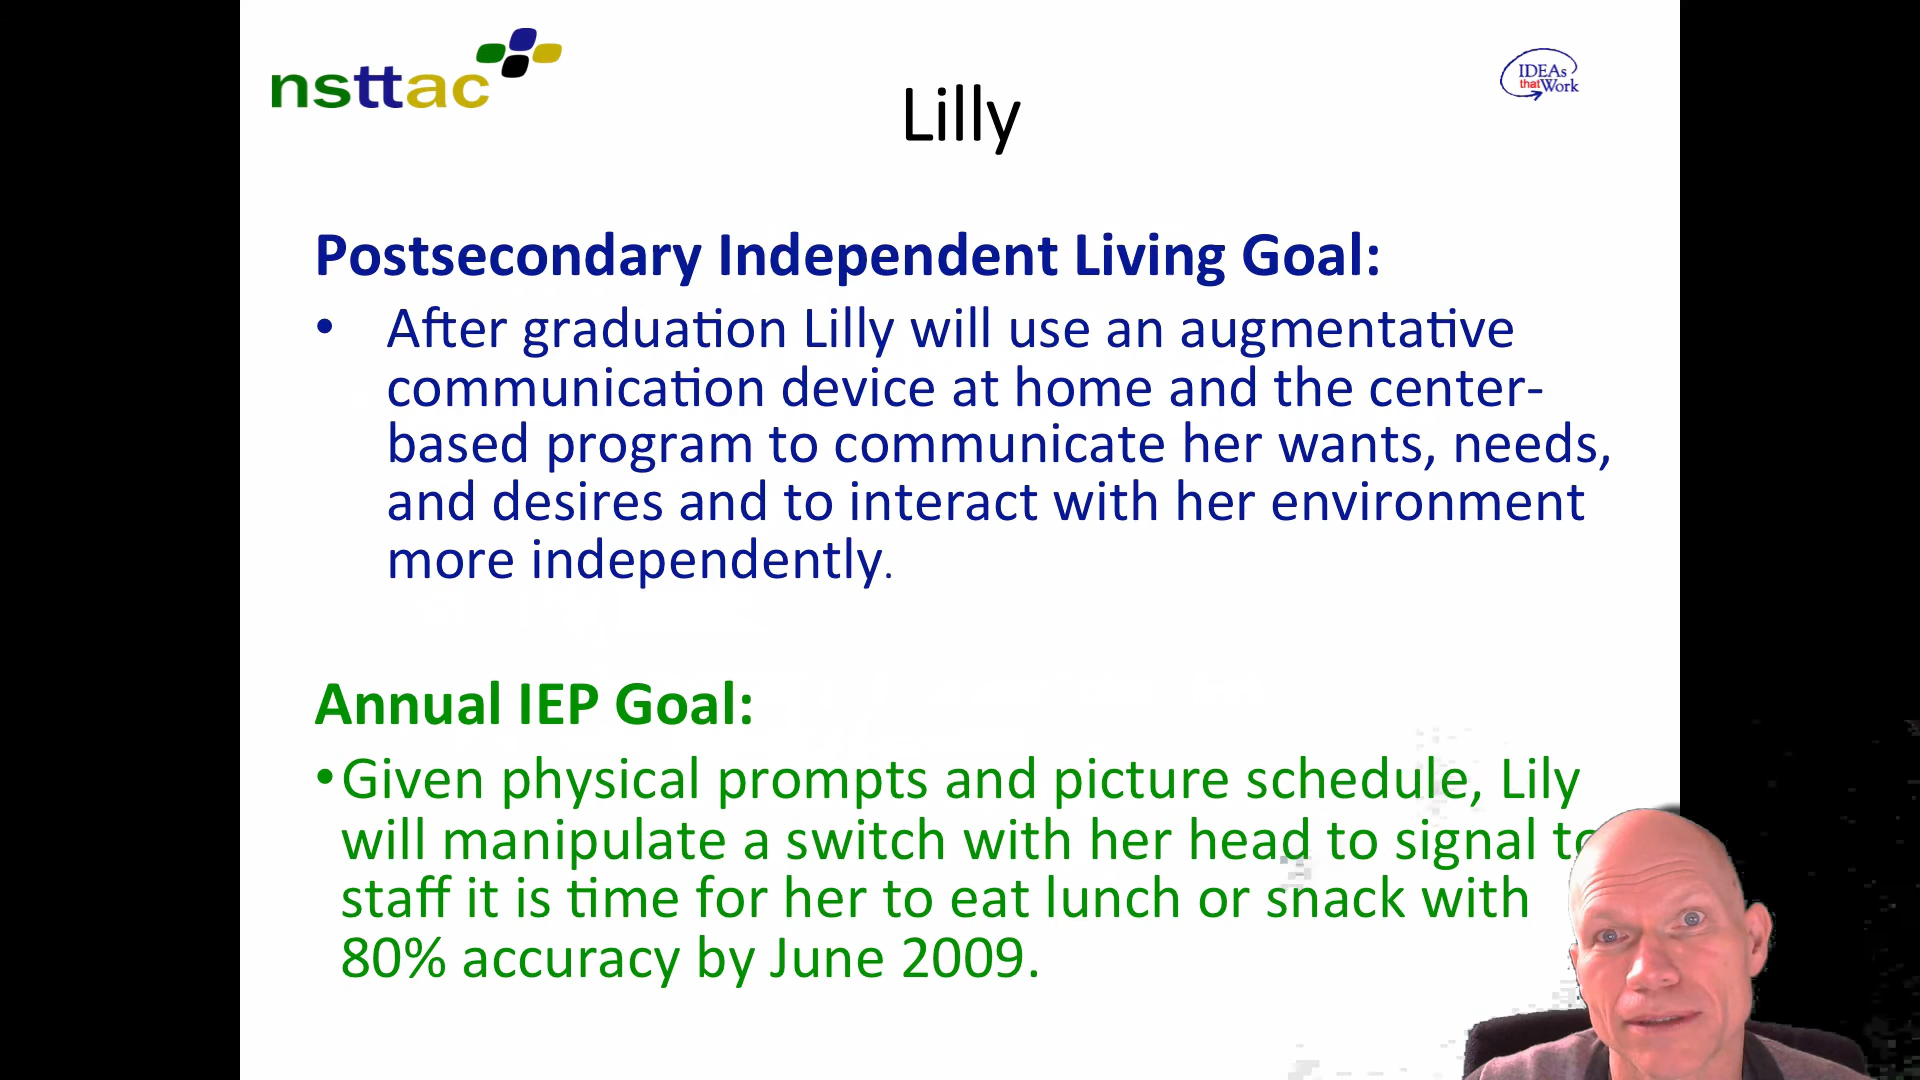 nsttac
IDEAs
that Work
Lilly
Postsecondary Independent Living Goal:
• After graduation Lilly will use an augmentative
communication device at home and the center-
based program to communicate her wants, needs,
and desires and to interact with her environment
more independently.
Annual IEP Goal:
•Given physical prompts and picture schedule, Lily
will manipulate a switch with her head to signal to
staff it is time for her to eat lunch or snack with
80% accuracy by June 2009.